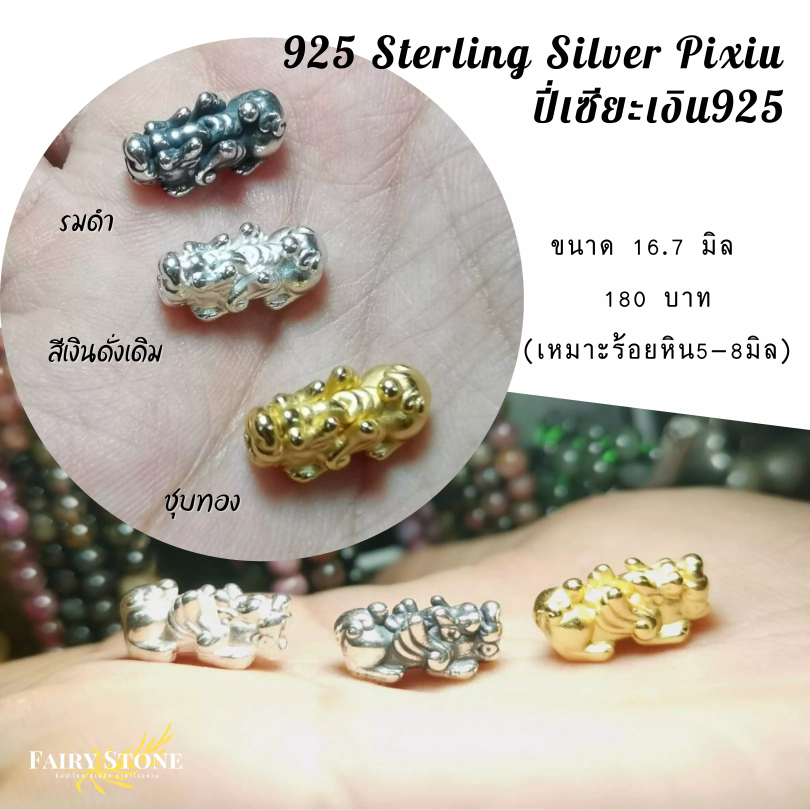 925 Sterling Silver Pixiu
ปี่เซียะเงิน925
รมดำ
สีเงินดั่งเดิม
ชุบทอง
ขนาด 16.7 มิล
180 บาท
(เหมาะร้อยหิน5-8มิล)
FAIRY STONE